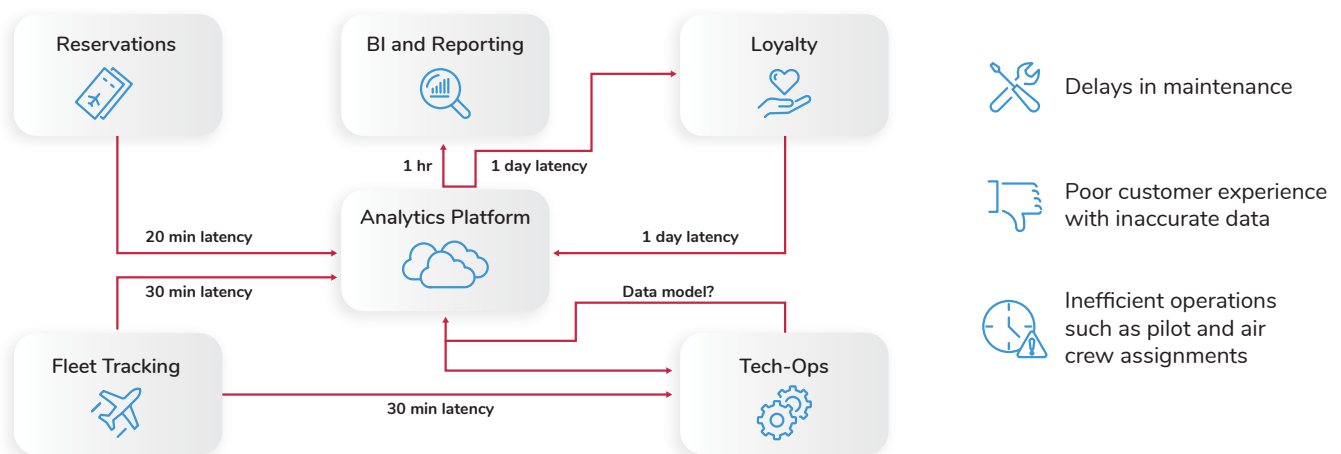 Reservations
BI and Reporting
Loyalty
Delays in maintenance
1 hr
1 day latency
Poor customer experience
with inaccurate data
Analytics Platform
20 min latency
1 day latency
30 min latency
Data model?
Inefficient operations
such as pilot and air
crew assignments
Fleet Tracking
Tech-Ops
30 min latency